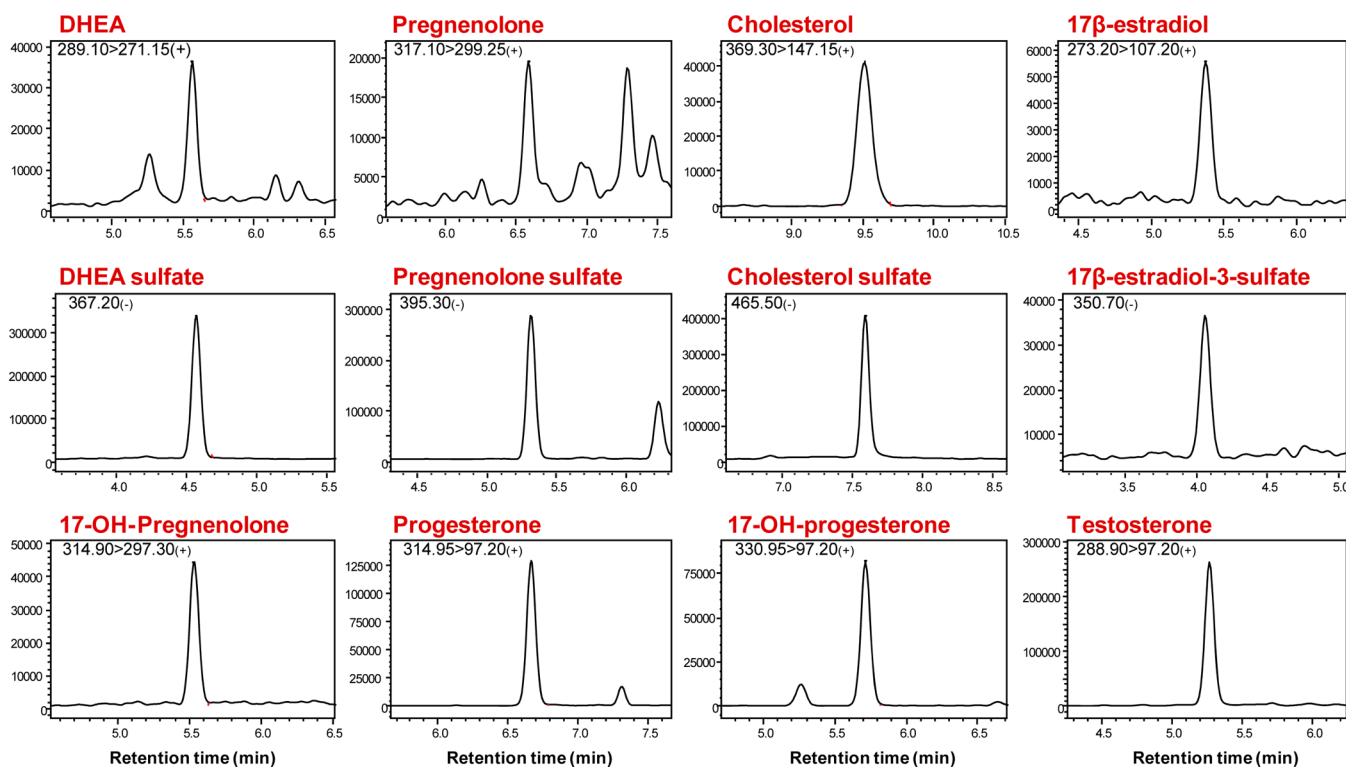 DHEA
289.10>271.15(+)
40000
30000
20000
10000
0
5.0 5.5 6.0 6.5
Pregnenolone
317.10>299.25(+)
20000
15000
10000
5000
0
6.0 6.5 7.0 7.5
Cholesterol
369.30>147.15(+)
40000
20000
0
9.0 9.5 10.0 10.5
17β-estradiol
273.20>107.20(+)
6000
5000
4000
3000
2000
1000
0
4.5 5.0 5.5 6.0
DHEA sulfate
367.20(-)
300000
200000
100000
0
4.0 4.5 5.0 5.5
Pregnenolone sulfate
395.30(-)
300000
200000
100000
0
4.5 5.0 5.5 6.0
Cholesterol sulfate
465.50(-)
400000
300000
200000
100000
0
7.0 7.5 8.0 8.5
17β-estradiol-3-sulfate
350.70(-)
40000
30000
20000
10000
0
3.5 4.0 4.5 5.0
17-OH-Pregnenolone
314.90>297.30(+)
50000
40000
30000
20000
10000
0
5.0 5.5 6.0 6.5
Retention time (min)
Progesterone
314.95>97.20(+)
125000
100000
75000
50000
25000
0
6.0 6.5 7.0 7.5
Retention time (min)
17-OH-progesterone
330.95>97.20(+)
75000
50000
25000
0
5.0 5.5 6.0 6.5
Retention time (min)
Testosterone
288.90>97.20(+)
300000
200000
100000
0
4.5 5.0 5.5 6.0
Retention time (min)